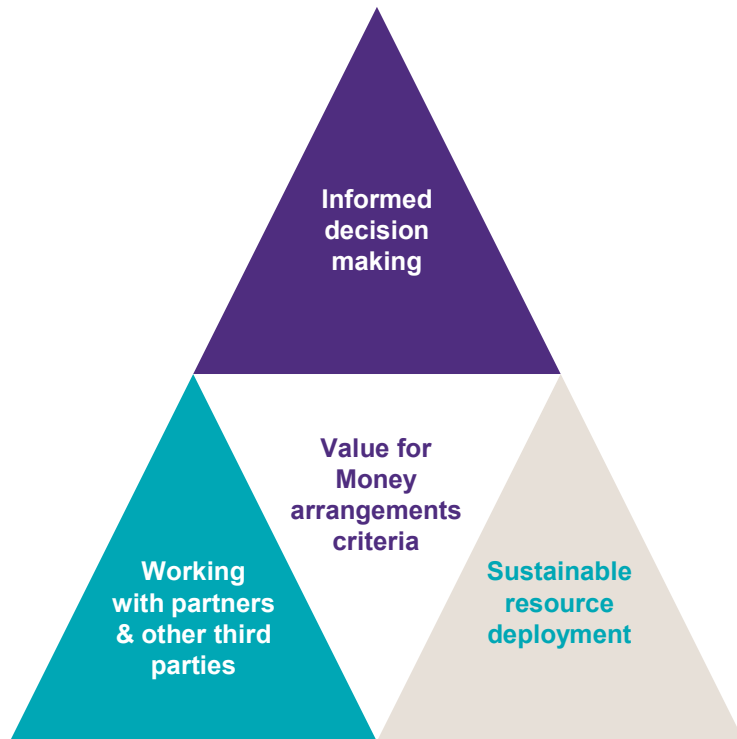 Informed
decision
making
Value for
Money
arrangements
criteria
Working
with partners
& other third
parties
Sustainable
resource
deployment